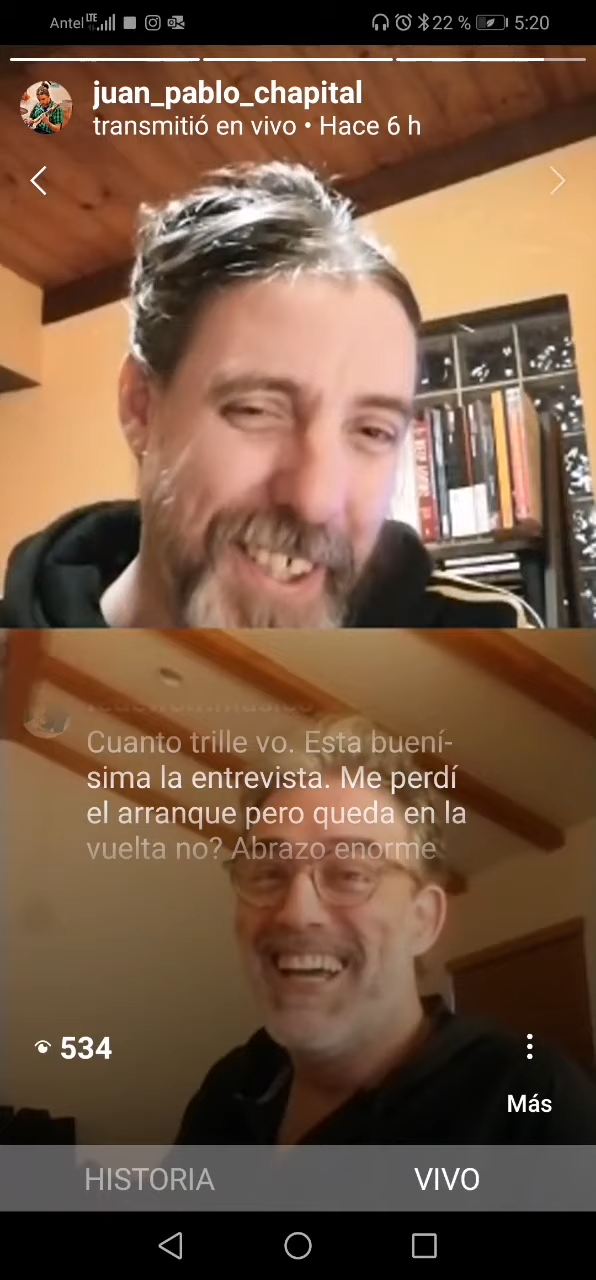 Antel LTE 22 % 5:20
juan_pablo_chapital
transmitió en vivo • Hace 6 h
Cuanto trille vo. Esta buení-
sima la entrevista. Me perdí
el arranque pero queda en la
vuelta no? Abrazo enorme
534
Más
HISTORIA VIVO